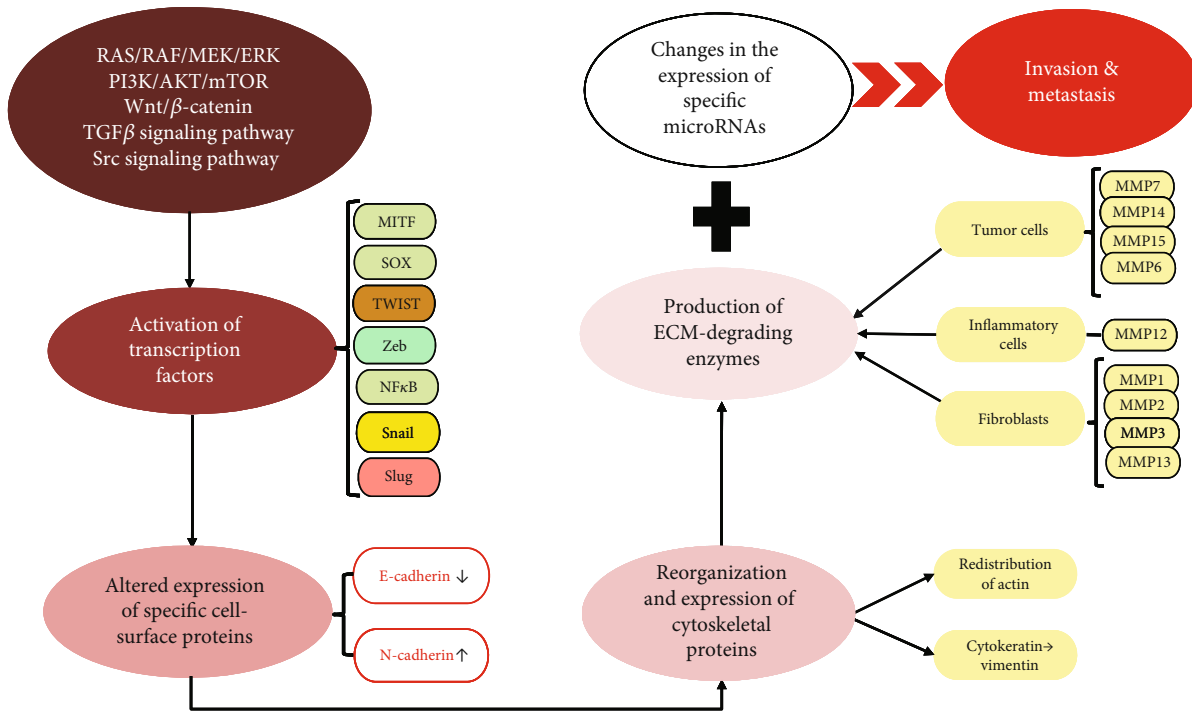 RAS/RAF/MEK/ERK
PI3K/AKT/mTOR
Wnt/β-catenin
TGFβ signaling pathway
Src signaling pathway
Activation of
transcription
factors
MITF
SOX
TWIST
Zeb
NFκB
Snail
Slug
Altered expression
of specific cell-
surface proteins
E-cadherin ↓
N-cadherin ↑
Reorganization
and expression of
cytoskeletal
proteins
Redistribution
of actin
Cytokeratin→
vimentin
Production of
ECM-degrading
enzymes
Tumor cells
MMP7
MMP14
MMP15
MMP6
Inflammatory
cells
MMP12
Fibroblasts
MMP1
MMP2
MMP3
MMP13
Changes in the
expression of
specific
microRNAs
Invasion &
metastasis